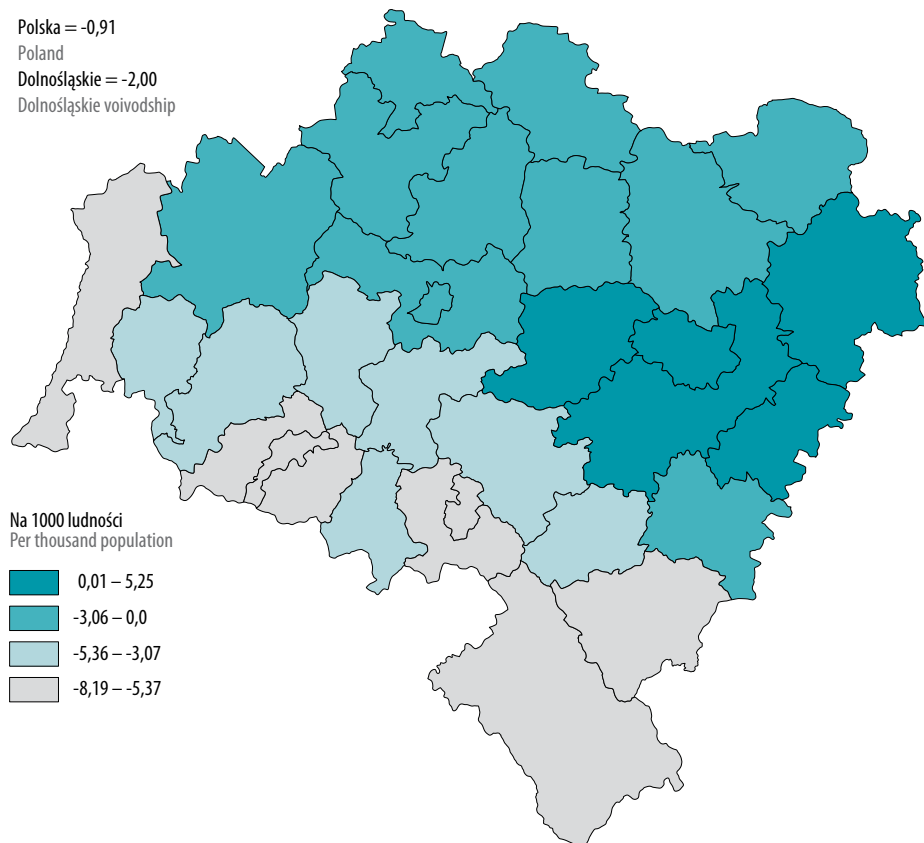 Polska = -0,91
Poland
Dolnośląskie = -2,00
Dolnośląskie voivodship
Na 1000 ludności
Per thousand population
0,01 – 5,25
-3,06 – 0,0
-5,36 – -3,07
-8,19 – -5,37